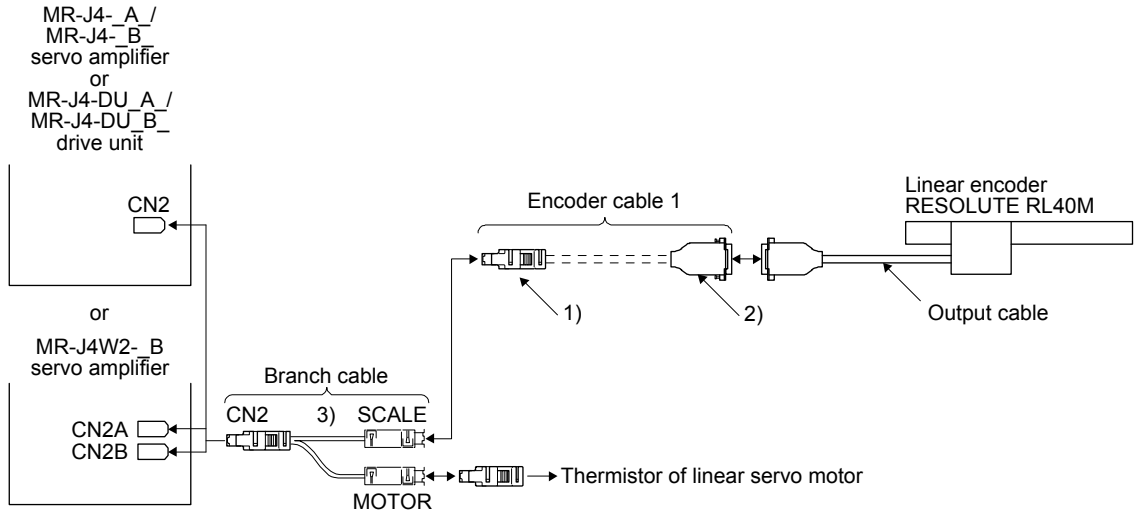 MR-J4-_A_/
MR-J4-_B_
servo amplifier
or
MR-J4-DU_A_/
MR-J4-DU_B_
drive unit
CN2
Encoder cable 1
Linear encoder
RESOLUTE RL40M
1)
2)
Output cable
or
MR-J4W2-_B
servo amplifier
Branch cable
CN2
3)
SCALE
CN2A
CN2B
Thermistor of linear servo motor
MOTOR